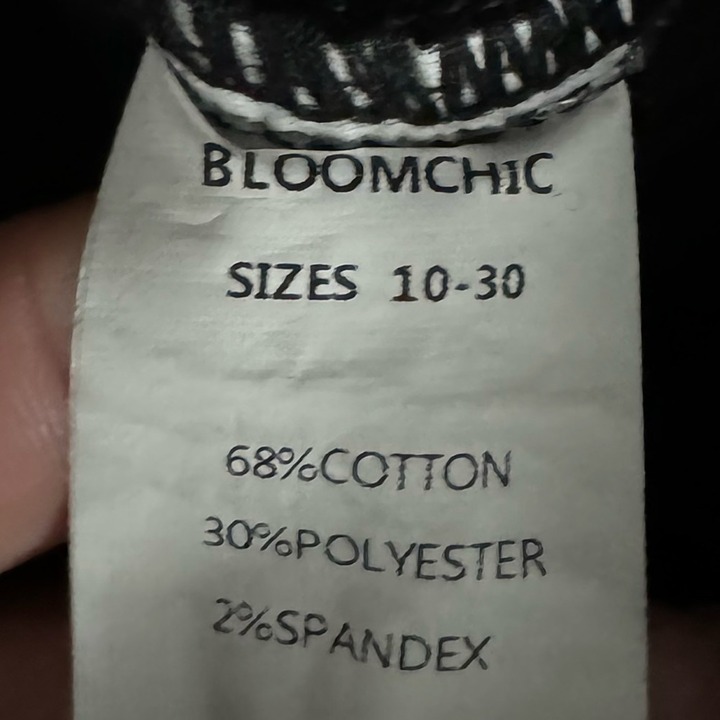 BLOOMCHIC
SIZES 10-30
68%COTTON
30%POLYESTER
2%SPANDEX